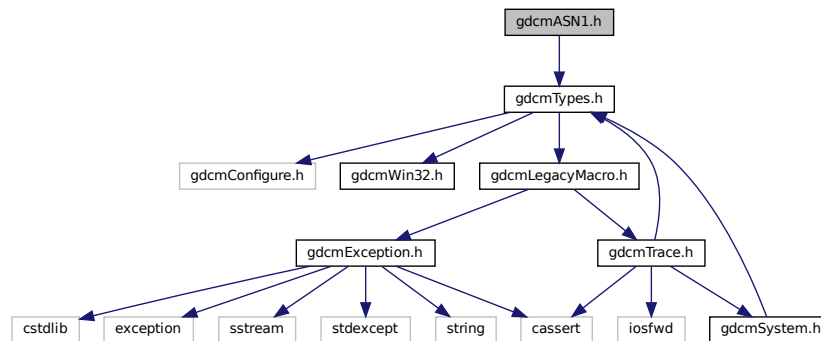 gdcmASN1.h
gdcmTypes.h
gdcmConfigure.h
gdcmWin32.h
gdcmLegacyMacro.h
gdcmException.h
gdcmTrace.h
cstdlib
exception
sstream
stdexcept
string
cassert
iosfwd
gdcmSystem.h